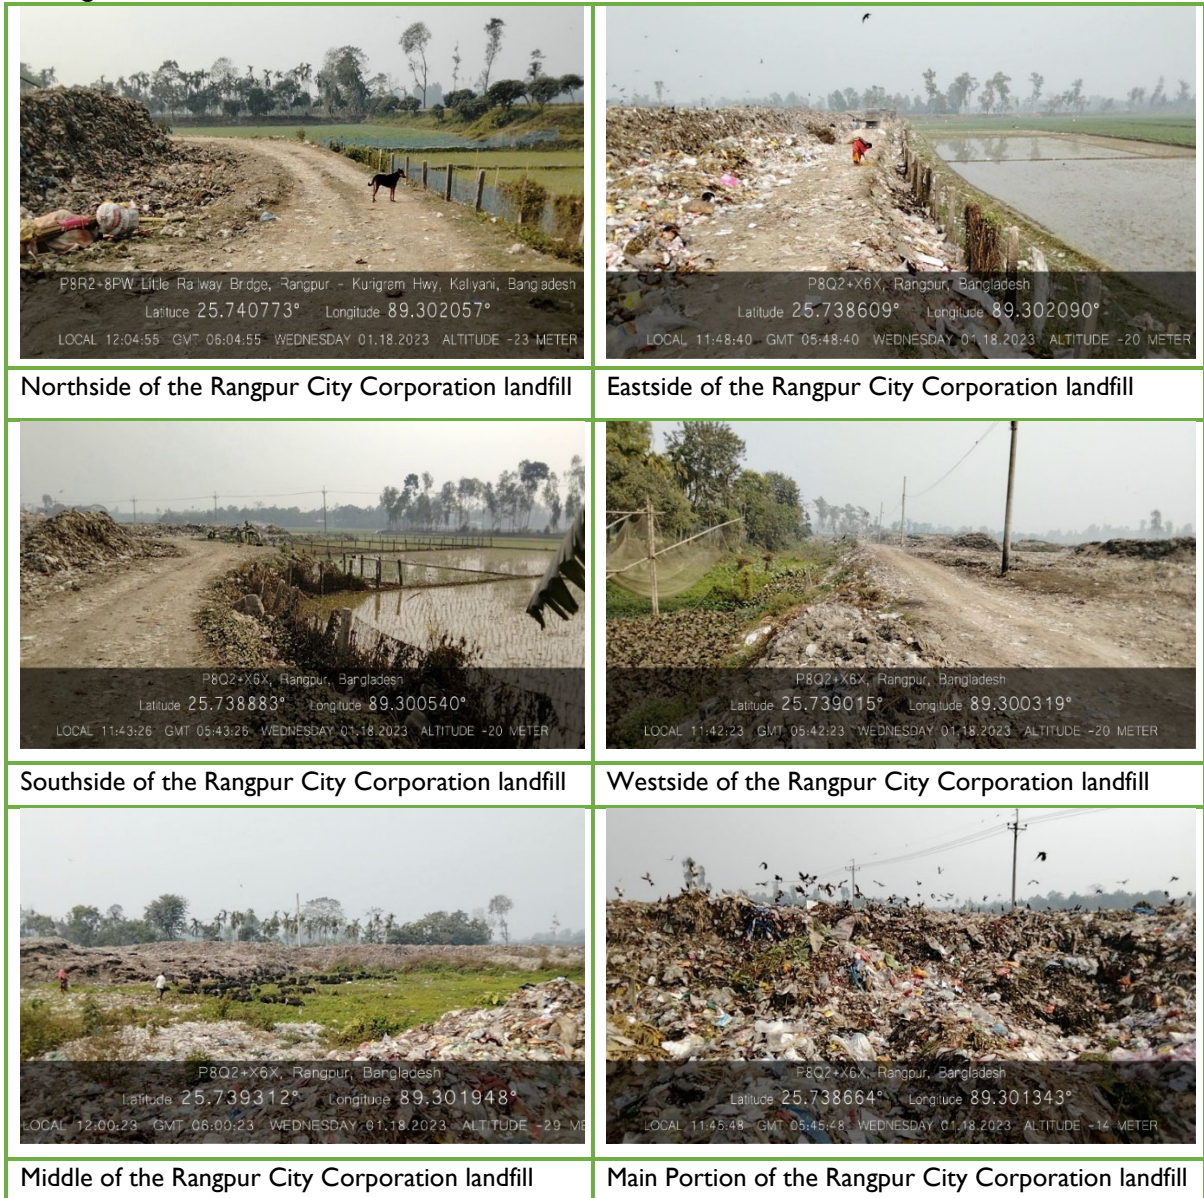 P8R2+8PW Little Railway Bridge, Rangpur - Kurigram Hwy, Kaliyani, Bangladesh
Latitude 25.740773° Longitude 89.302057°
LOCAL 12:04:55 GMT 06:04:55 WEDNESDAY 01.18.2023 ALTITUDE -23 METER
Northside of the Rangpur City Corporation landfill
P8Q2+X6X, Rangpur, Bangladesh
Latitude 25.738609° Longitude 89.302090°
LOCAL 11:48:40 GMT 05:48:40 WEDNESDAY 01.18.2023 ALTITUDE -20 METER
Eastside of the Rangpur City Corporation landfill
P8Q2+X6X, Rangpur, Bangladesh
Latitude 25.738883° Longitude 89.300540°
LOCAL 11:43:26 GMT 05:43:26 WEDNESDAY 01.18.2023 ALTITUDE -20 METER
Southside of the Rangpur City Corporation landfill
P8Q2+X6X, Rangpur, Bangladesh
Latitude 25.739015° Longitude 89.300319°
LOCAL 11:42:23 GMT 05:42:23 WEDNESDAY 01.18.2023 ALTITUDE -20 METER
Westside of the Rangpur City Corporation landfill
P8Q2+X6X, Rangpur, Bangladesh
Latitude 25.739312° Longitude 89.301948°
LOCAL 12:00:23 GMT 06:00:23 WEDNESDAY 01.18.2023 ALTITUDE -29 ME
Middle of the Rangpur City Corporation landfill
P8Q2+X6X, Rangpur, Bangladesh
Latitude 25.738664° Longitude 89.301343°
LOCAL 11:45:48 GMT 05:45:48 WEDNESDAY 01.18.2023 ALTITUDE -14 METER
Main Portion of the Rangpur City Corporation landfill